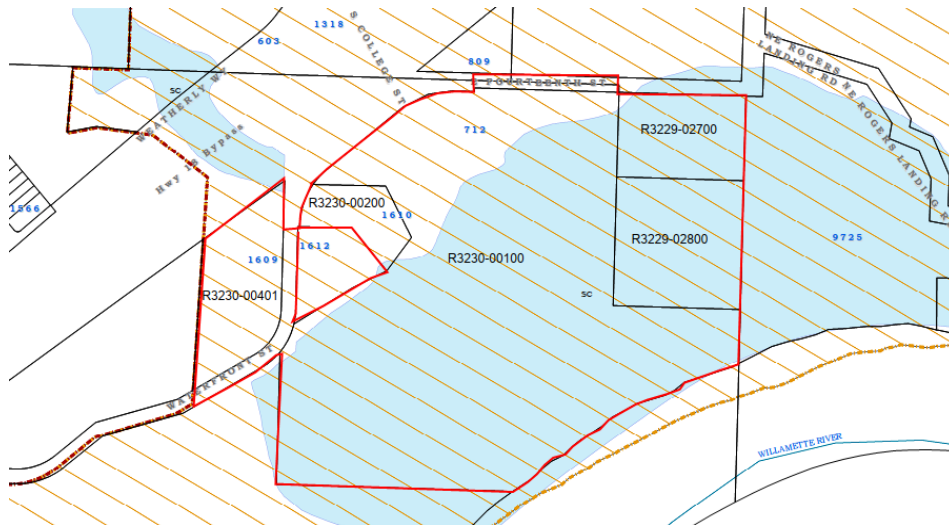 1318
603
S COLLEGE ST
809
NE ROGERS
LANDING RD
NE ROGERS LANDING R
SC
WEATHERLY WY
S FOURTEENTH ST
712
R3229-02700
Hwy 18 Bypass
R3230-00200
1566
1610
1612
R3229-02800
9725
1609
R3230-00100
R3230-00401
SC
WATERFRONT ST
WILLAMETTE RIVER